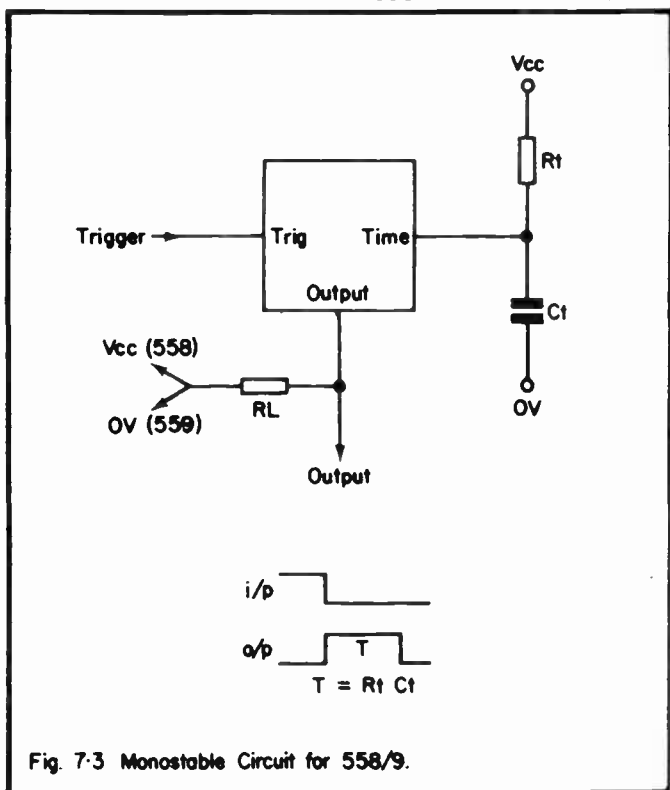 Vcc
Rt
Trigger
Trig
Time
Output
Ct
Vcc (558)
0V (559)
RL
0V
Output
i/p
o/p
T
T = Rt Ct
Fig. 7·3 Monostable Circuit for 558/9.